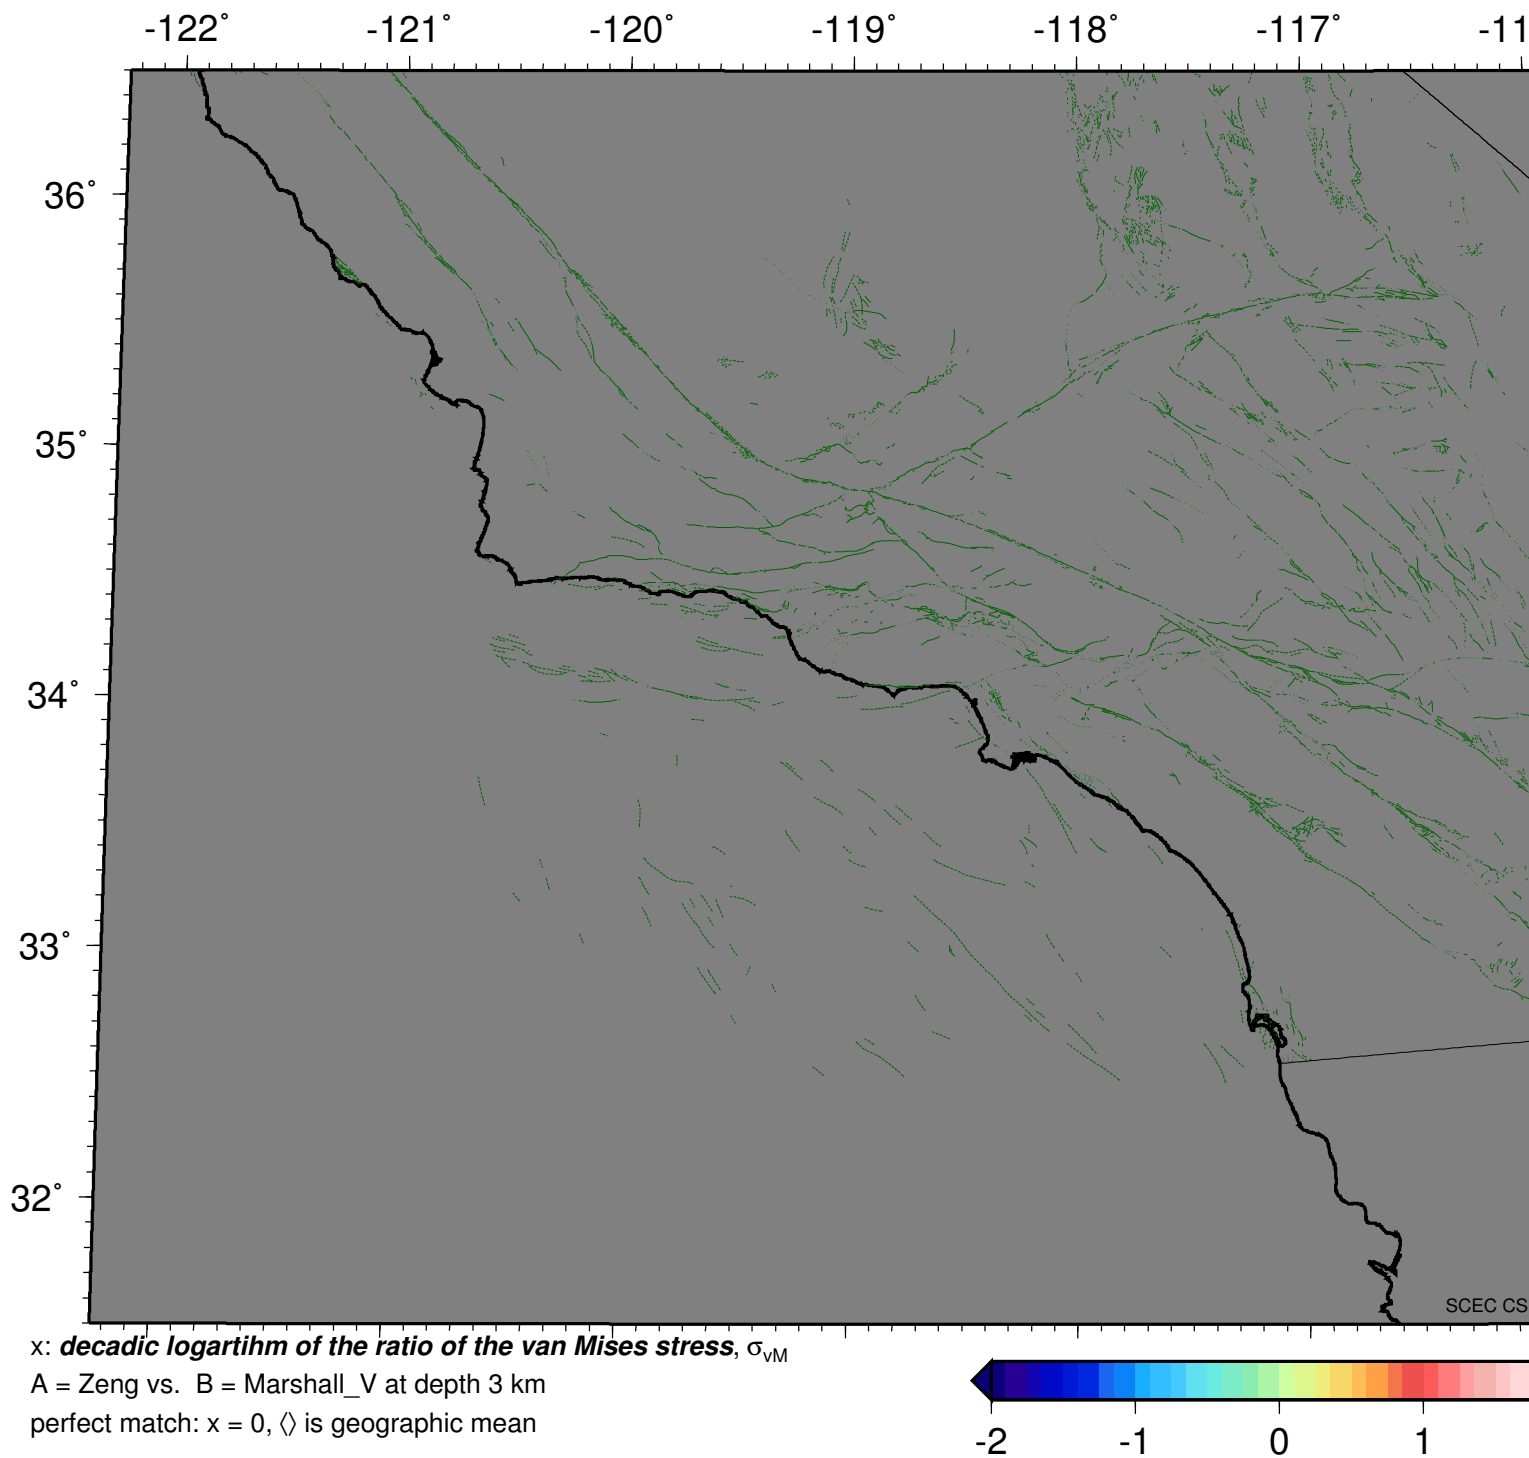 -122° -121° -120° -119° -118° -117° -11
36°
35°
34°
33°
32°
SCEC CS
x: decadic logartihm of the ratio of the van Mises stress, σvM
A = Zeng vs. B = Marshall_V at depth 3 km
perfect match: x = 0, ⟨⟩ is geographic mean
-2 -1 0 1